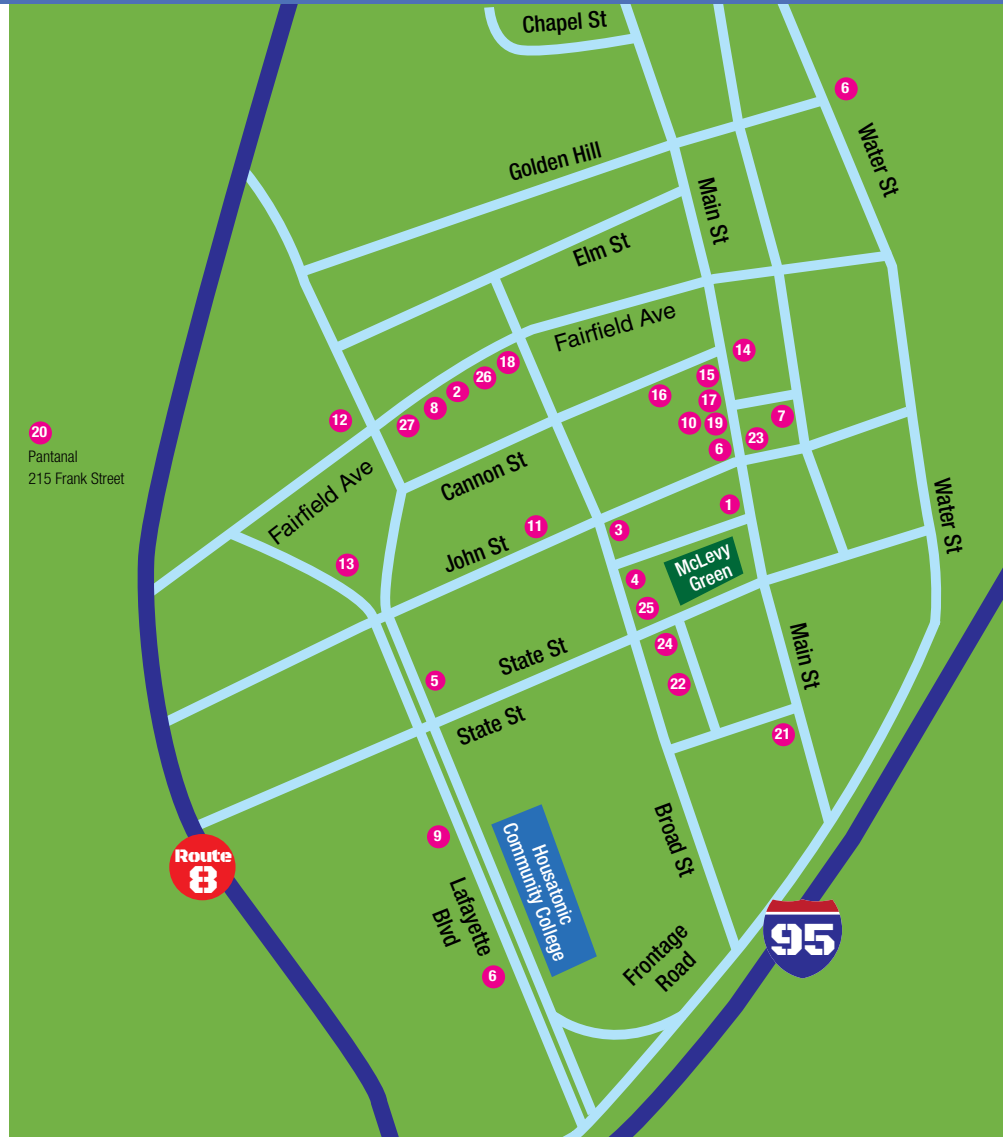 Chapel St
6
Water St
Golden Hill
Main St
Elm St
Fairfield Ave
14
18
15
26
2
16
17
8
7
12
27
10
19
23
20
6
Pantanal
215 Frank Street
Cannon St
Fairfield Ave
Water St
1
11
3
John St
13
McLevy
Green
4
25
24
State St
Main St
5
22
State St
21
9
Broad St
Housatonic
Community College
Route
8
Lafayette
Blvd
95
Frontage
Road
6